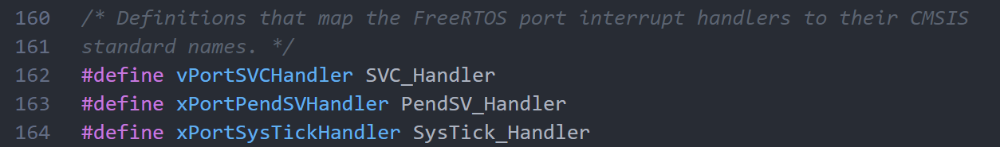 160 /* Definitions that map the FreeRTOS port interrupt handlers to their CMSIS
161 standard names. */
162 #define vPortSVCHandler SVC_Handler
163 #define xPortPendSVHandler PendSV_Handler
164 #define xPortSysTickHandler SysTick_Handler